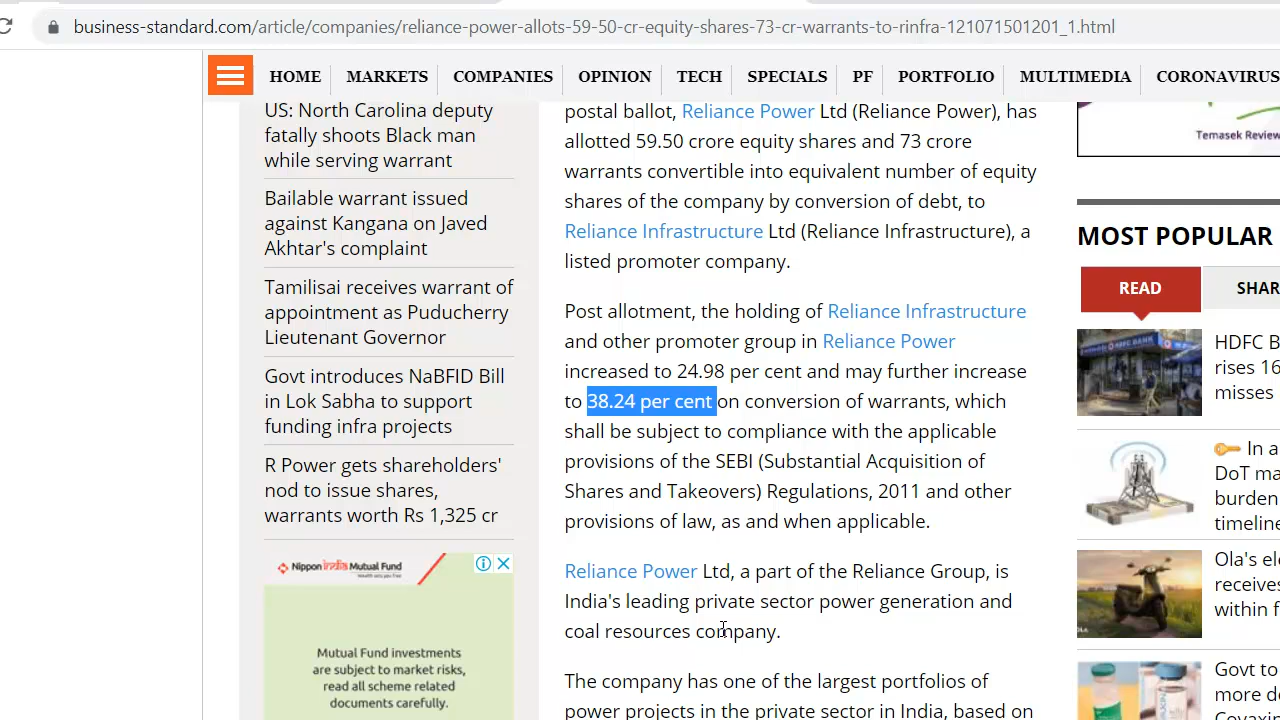 business-standard.com/article/companies/reliance-power-allots-59-50-cr-equity-shares-73-cr-warrants-to-rinfra-121071501201_1.html
HOME MARKETS COMPANIES OPINION TECH SPECIALS PF PORTFOLIO MULTIMEDIA CORONAVIRUS
US: North Carolina deputy
fatally shoots Black man
while serving warrant
Bailable warrant issued
against Kangana on Javed
Akhtar's complaint
Tamilisai receives warrant of
appointment as Puducherry
Lieutenant Governor
Govt introduces NaBFID Bill
in Lok Sabha to support
funding infra projects
R Power gets shareholders'
nod to issue shares,
warrants worth Rs 1,325 cr
Nippon india Mutual Fund
Mutual Fund investments
are subject to market risks,
read all scheme related
documents carefully.
postal ballot, Reliance Power Ltd (Reliance Power), has
allotted 59.50 crore equity shares and 73 crore
warrants convertible into equivalent number of equity
shares of the company by conversion of debt, to
Reliance Infrastructure Ltd (Reliance Infrastructure), a
listed promoter company.
Post allotment, the holding of Reliance Infrastructure
and other promoter group in Reliance Power
increased to 24.98 per cent and may further increase
to 38.24 per cent on conversion of warrants, which
shall be subject to compliance with the applicable
provisions of the SEBI (Substantial Acquisition of
Shares and Takeovers) Regulations, 2011 and other
provisions of law, as and when applicable.
Reliance Power Ltd, a part of the Reliance Group, is
India's leading private sector power generation and
coal resources company.
The company has one of the largest portfolios of
power projects in the private sector in India, based on
Temasek Review
MOST POPULAR
READ SHAR
HDFC B
rises 16
misses
In a
DoT ma
burden
timeline
Ola's ele
receives
within f
Govt to
more d
Covaxin